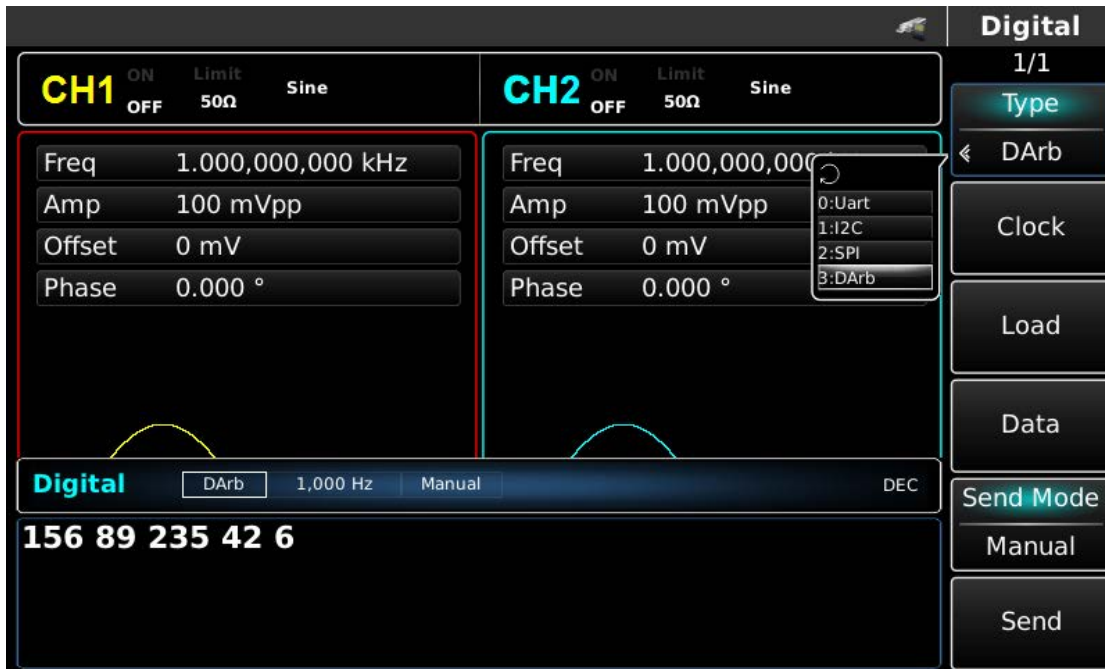 Digital
1/1
CH1 ON OFF Limit 50Ω Sine
CH2 ON OFF Limit 50Ω Sine
Type
DArb
Freq 1.000,000,000 kHz
Amp 100 mVpp
Offset 0 mV
Phase 0.000 °
Freq 1.000,000,000
Amp 100 mVpp
Offset 0 mV
Phase 0.000 °
0:Uart
1:I2C
2:SPI
3:DArb
Clock
Load
Data
Digital DArb 1,000 Hz Manual DEC
156 89 235 42 6
Send Mode
Manual
Send